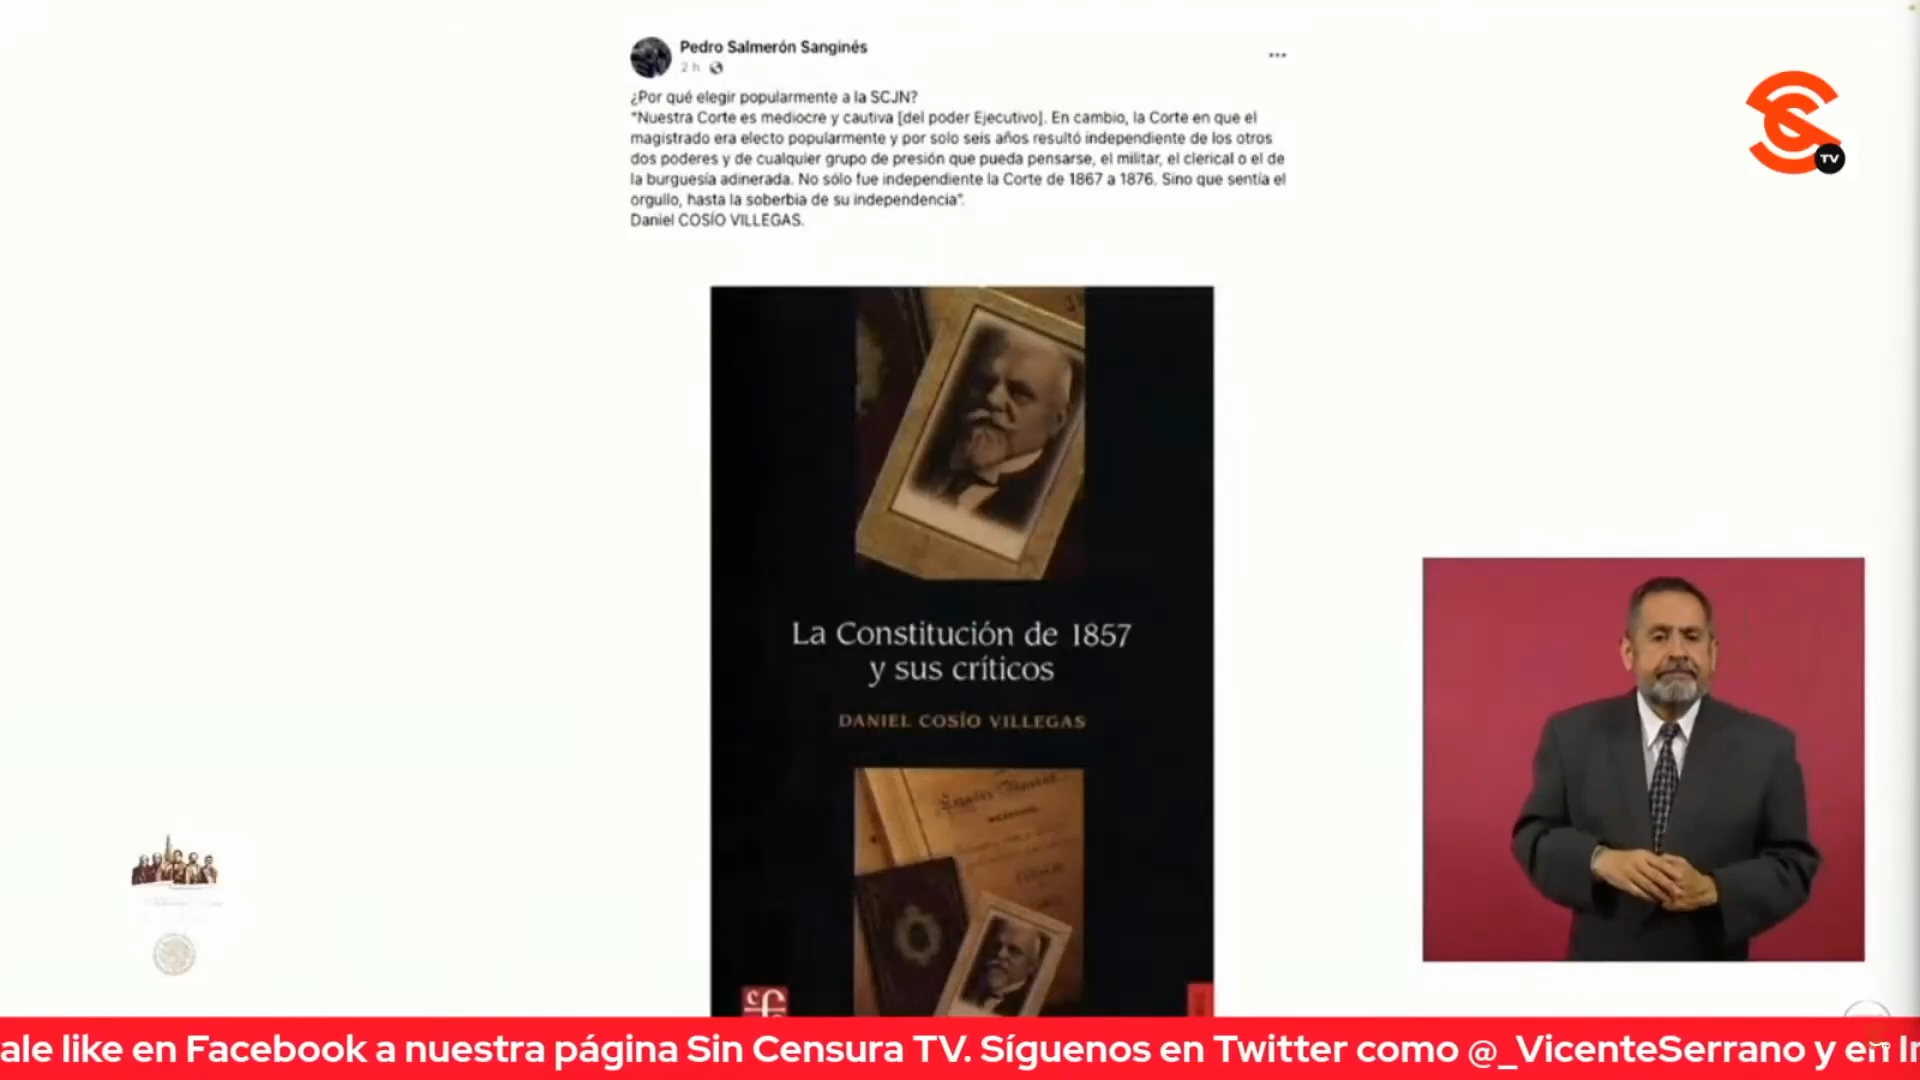 Pedro Salmerón Sanginés
2 h
¿Por qué elegir popularmente a la SCJN?
"Nuestra Corte es mediocre y cautiva [del poder Ejecutivo]. En cambio, la Corte en que el
magistrado era electo popularmente y por solo seis años resultó independiente de los otros
dos poderes y de cualquier grupo de presión que pueda pensarse, el militar, el clerical o el de
la burguesía adinerada. No sólo fue independiente la Corte de 1867 a 1876. Sino que sentía el
orgullo, hasta la soberbia de su independencia".
Daniel COSÍO VILLEGAS.
TV
La Constitución de 1857
y sus críticos
DANIEL COSÍO VILLEGAS
ale like en Facebook a nuestra página Sin Censura TV. Síguenos en Twitter como @_VicenteSerrano y en